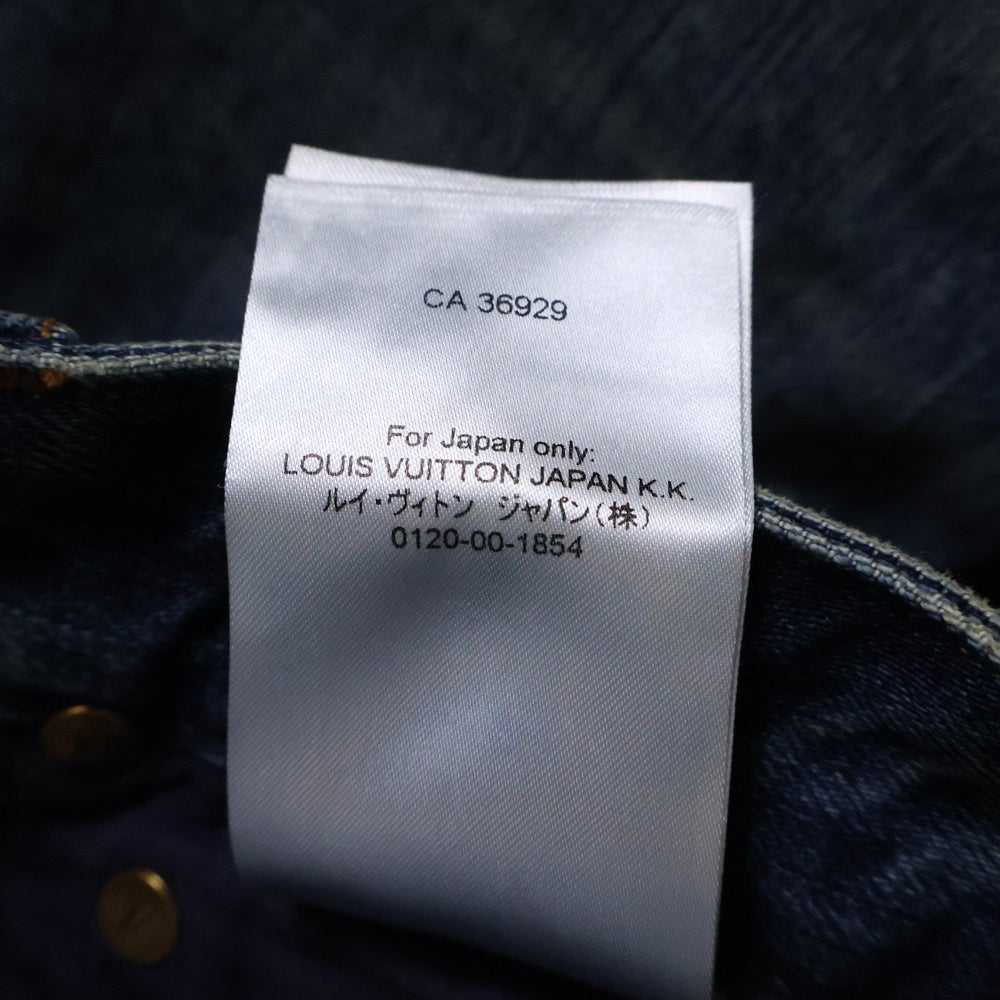 CA 36929
For Japan only:
LOUIS VUITTON JAPAN K.K.
ルイ・ヴィトン ジャパン(株)
0120-00-1854